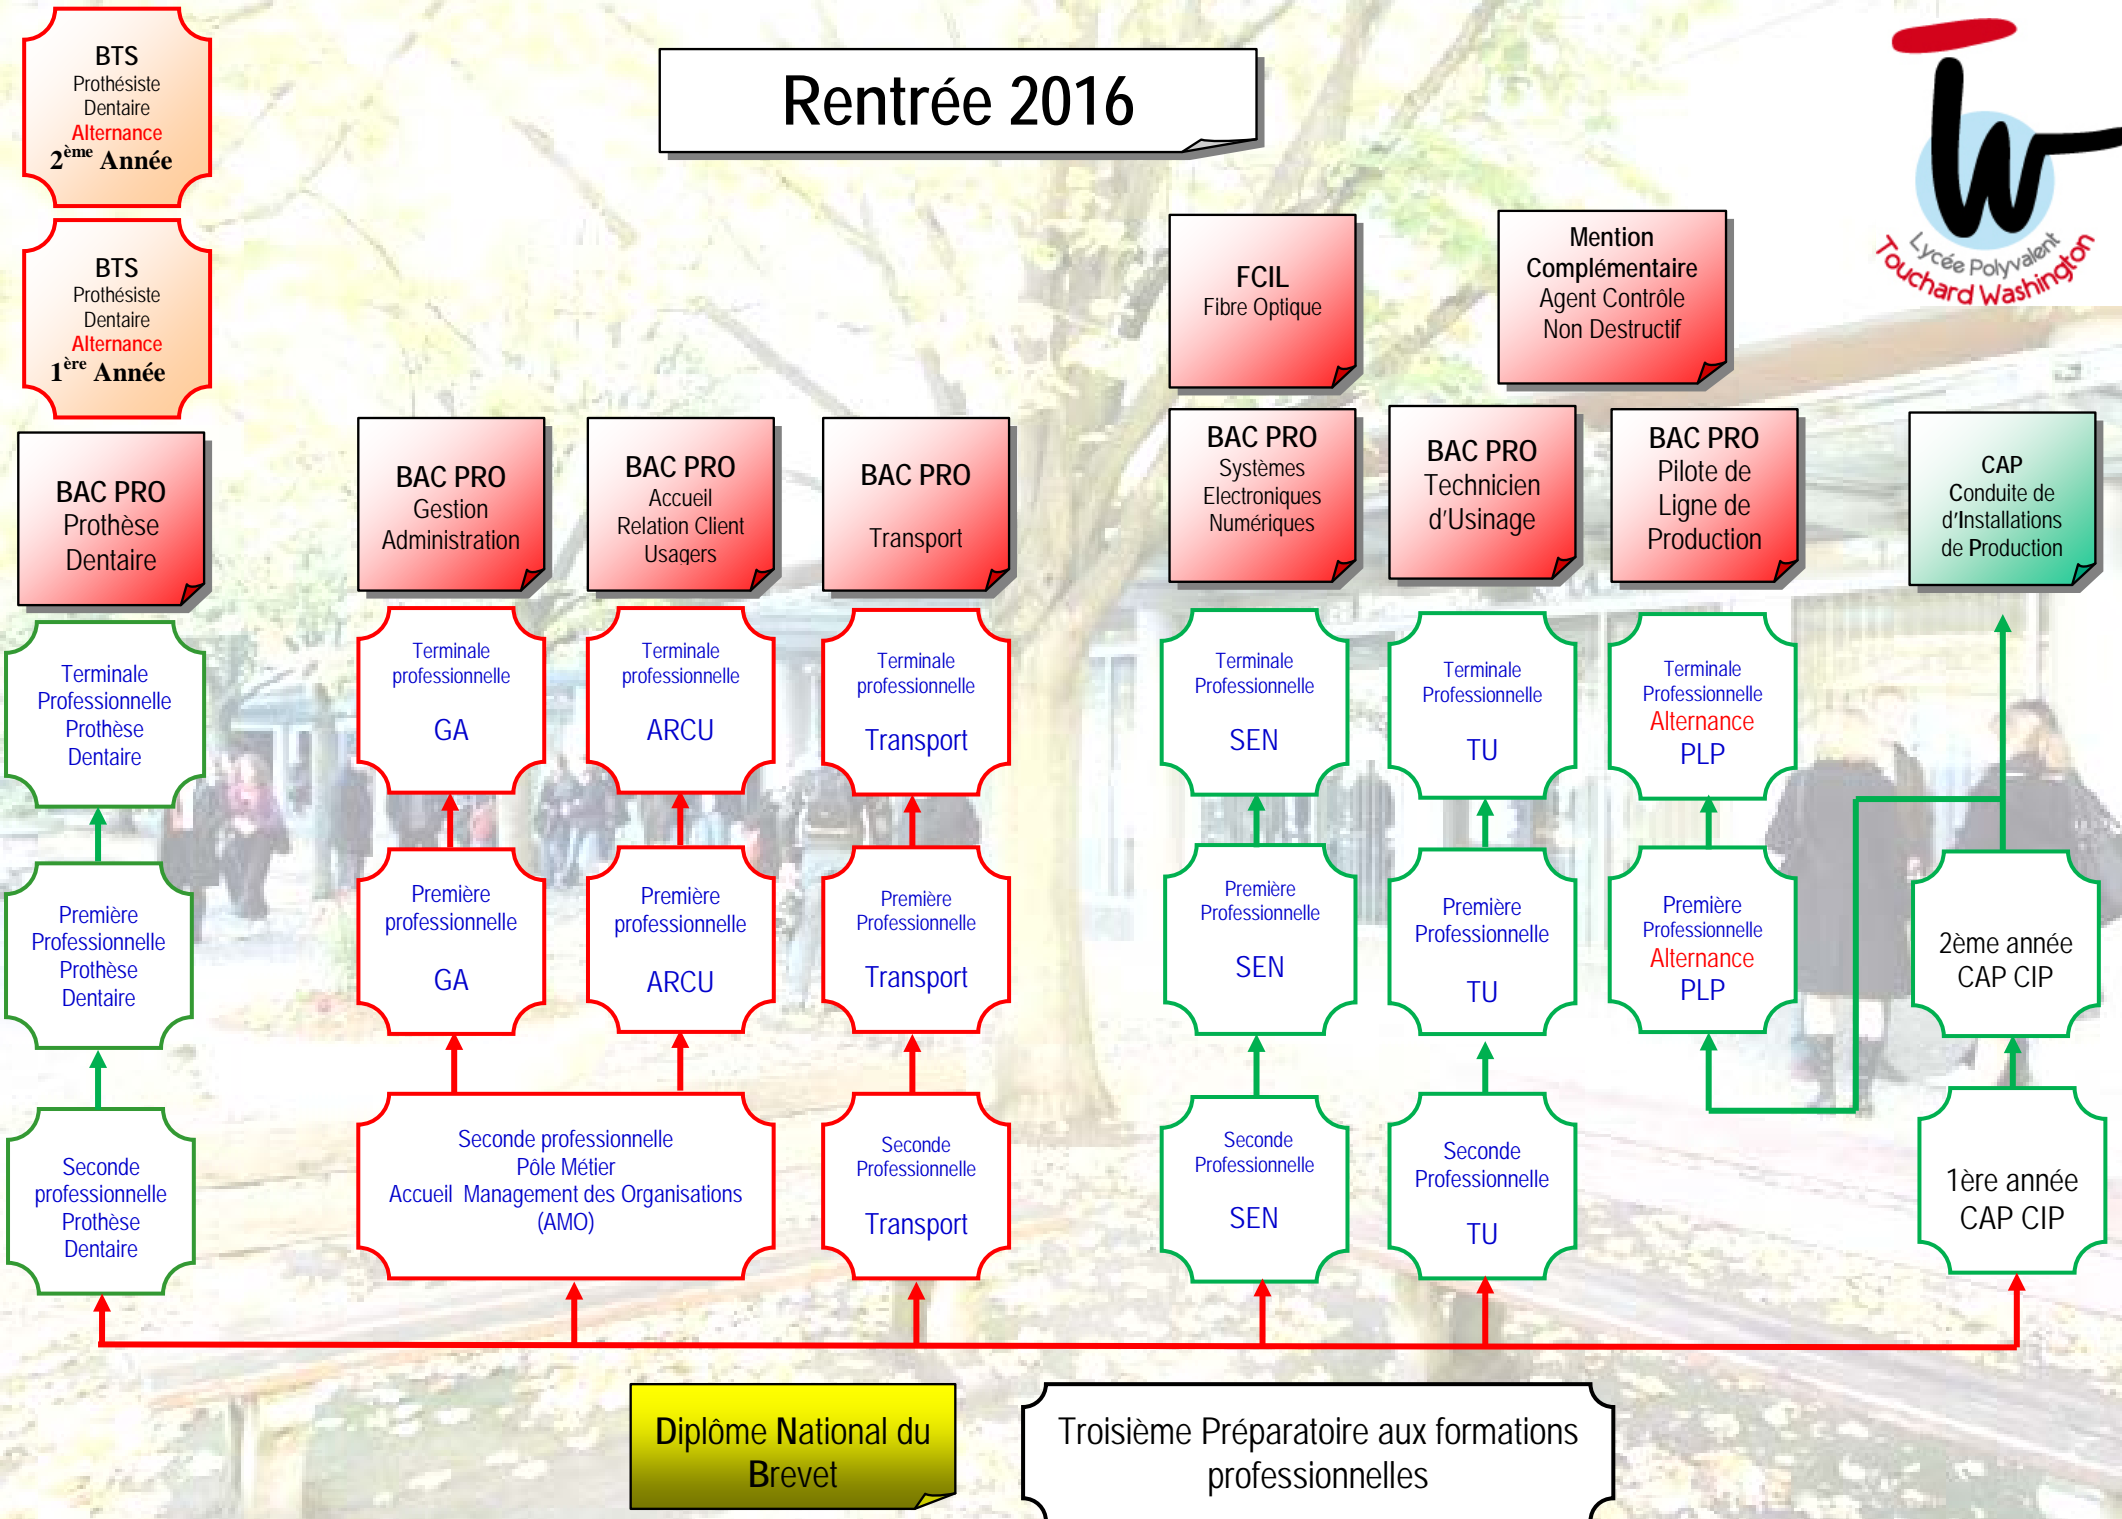 BTS
Prothésiste
Dentaire
Alternance
2ème Année
Rentrée 2016
Lycée Polyvalent
Touchard Washington
BTS
Prothésiste
Dentaire
Alternance
1ère Année
FCIL
Fibre Optique
Mention
Complémentaire
Agent Contrôle
Non Destructif
BAC PRO
Prothèse
Dentaire
BAC PRO
Gestion
Administration
BAC PRO
Accueil
Relation Client
Usagers
BAC PRO
Transport
BAC PRO
Systèmes
Electroniques
Numériques
BAC PRO
Technicien
d'Usinage
BAC PRO
Pilote de
Ligne de
Production
CAP
Conduite de
d'Installations
de Production
Terminale
Professionnelle
Prothèse
Dentaire
Terminale
professionnelle
GA
Terminale
professionnelle
ARCU
Terminale
professionnelle
Transport
Terminale
Professionnelle
SEN
Terminale
Professionnelle
TU
Terminale
Professionnelle
Alternance
PLP
Première
Professionnelle
Prothèse
Dentaire
Première
professionnelle
GA
Première
professionnelle
ARCU
Première
Professionnelle
Transport
Première
Professionnelle
SEN
Première
Professionnelle
TU
Première
Professionnelle
Alternance
PLP
2ème année
CAP CIP
Seconde
professionnelle
Prothèse
Dentaire
Seconde professionnelle
Pôle Métier
Accueil Management des Organisations
(AMO)
Seconde
Professionnelle
Transport
Seconde
Professionnelle
SEN
Seconde
Professionnelle
TU
1ère année
CAP CIP
Diplôme National du
Brevet
Troisième Préparatoire aux formations
professionnelles